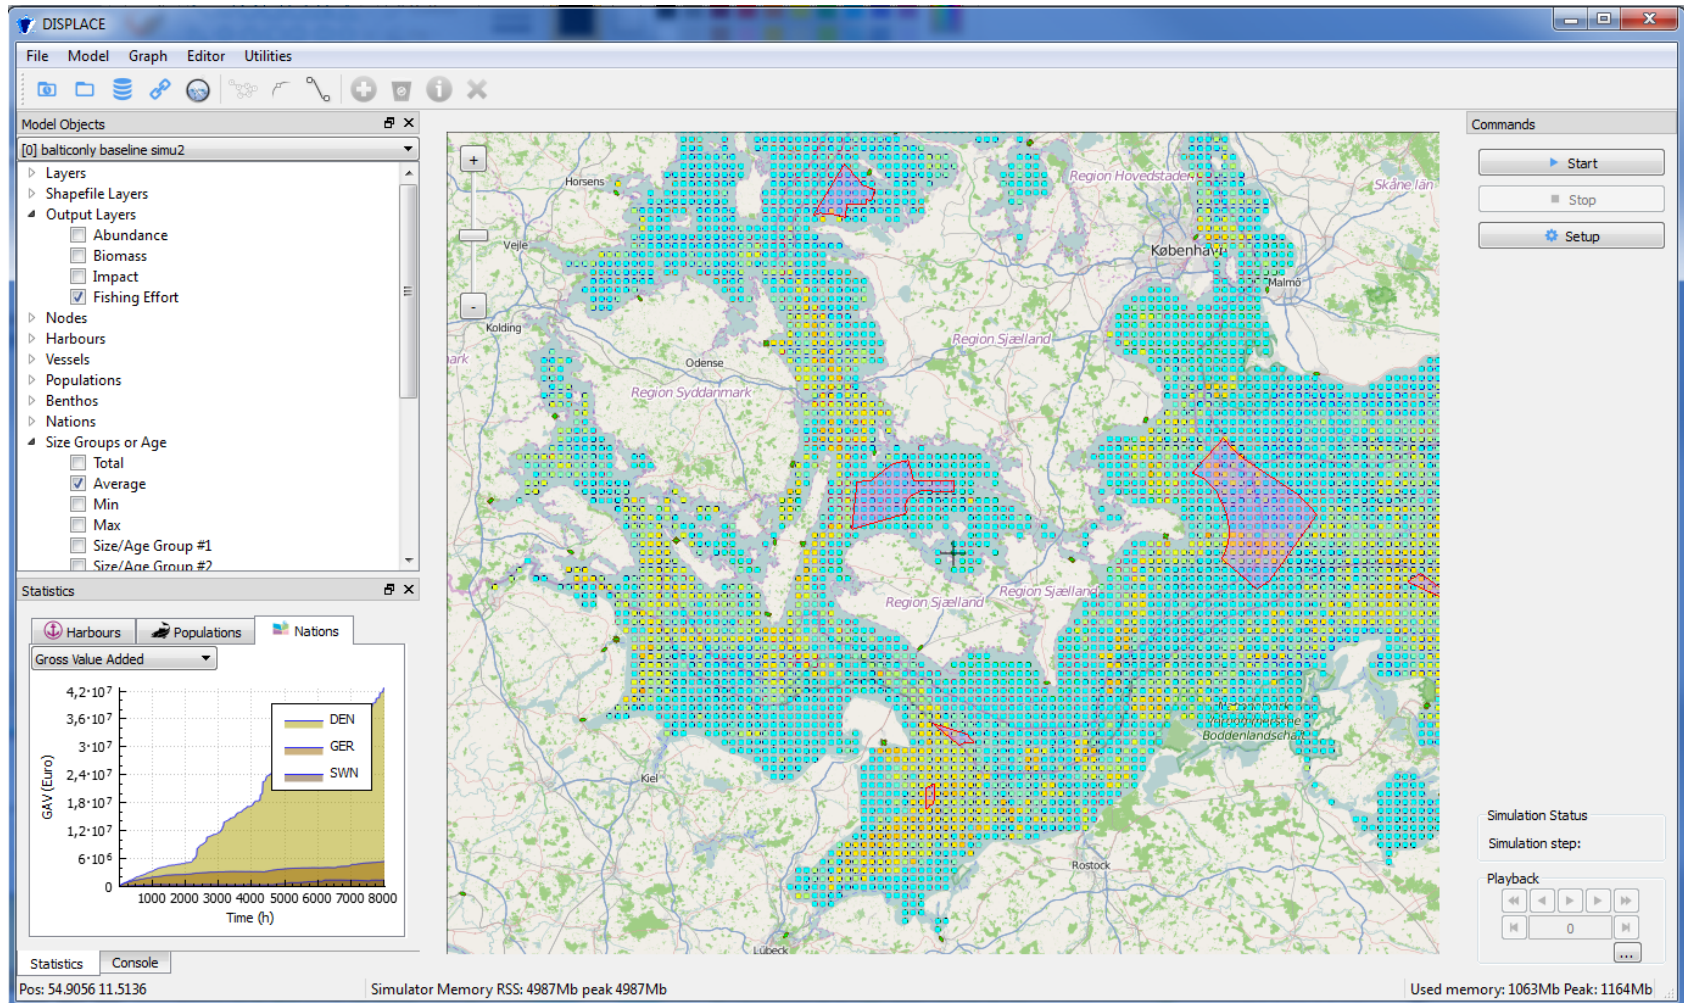 DISPLACE
File Model Graph Editor Utilities
Model Objects
[0] balticonly baseline simu2
Layers
Shapefile Layers
Output Layers
Abundance
Biomass
Impact
Fishing Effort
Nodes
Harbours
Vessels
Populations
Benthos
Nations
Size Groups or Age
Total
Average
Min
Max
Size/Age Group #1
Size/Age Group #2
Statistics
Harbours Populations Nations
Gross Value Added
4,2·10⁷
3,6·10⁷
3·10⁷
2,4·10⁷
1,8·10⁷
1,2·10⁷
6·10⁶
0
GAV (Euro)
DEN
GER
SWN
1000 2000 3000 4000 5000 6000 7000 8000
Time (h)
Statistics Console
Pos: 54.9056 11.5136
Simulator Memory RSS: 4987Mb peak 4987Mb
Used memory: 1063Mb Peak: 1164Mb
+
-
Horsens
Region Hovedstaden
Skåne län
Vejle
København
Malmö
Kolding
Region Sjælland
mark
Odense
Region Syddanmark
Region Sjælland
Region Sjælland
Vorpommersche
Boddenlandschaft
Kiel
Rostock
Lübeck
Commands
Start
Stop
Setup
Simulation Status
Simulation step:
Playback
0
...